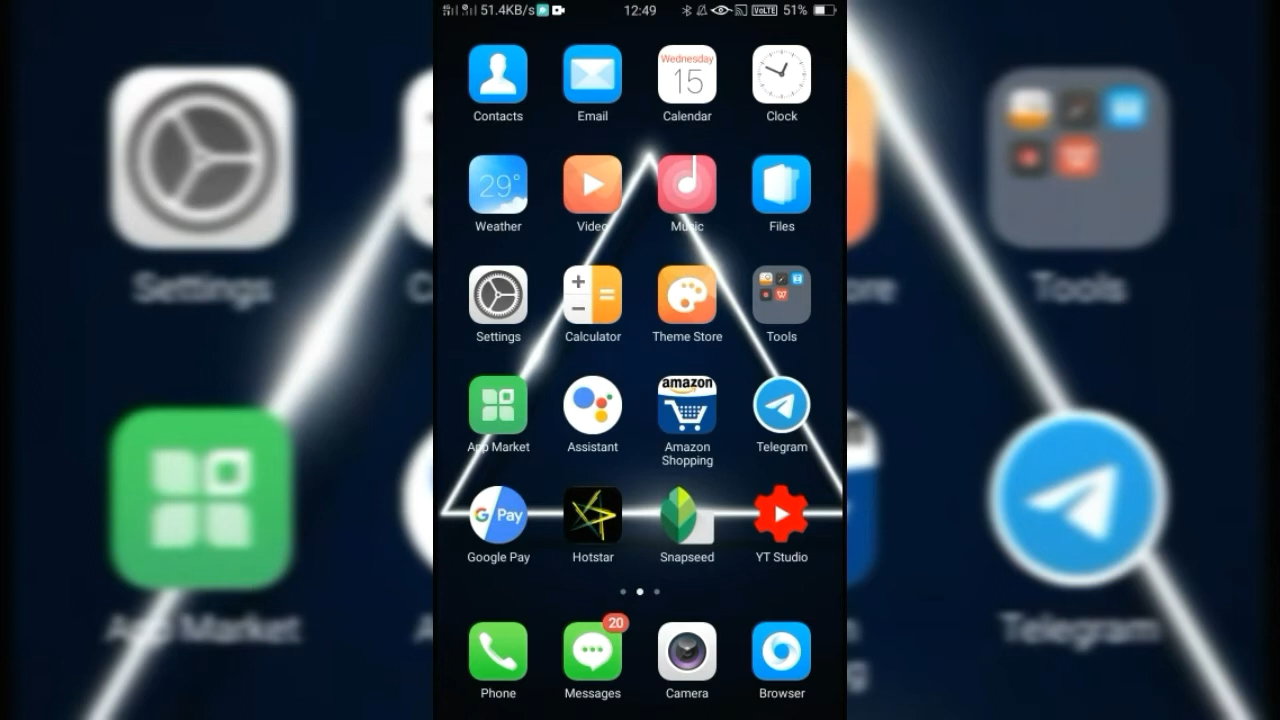 51.4KB/s 12:49 VoLTE 51%
Wednesday
15
Contacts Email Calendar Clock
29°
Weather Video Music Files
Settings Calculator Theme Store Tools
amazon
App Market Assistant Amazon Shopping Telegram
G Pay
Google Pay Hotstar Snapseed YT Studio
20
Phone Messages Camera Browser
Settings
Tools
App Market
Telegram